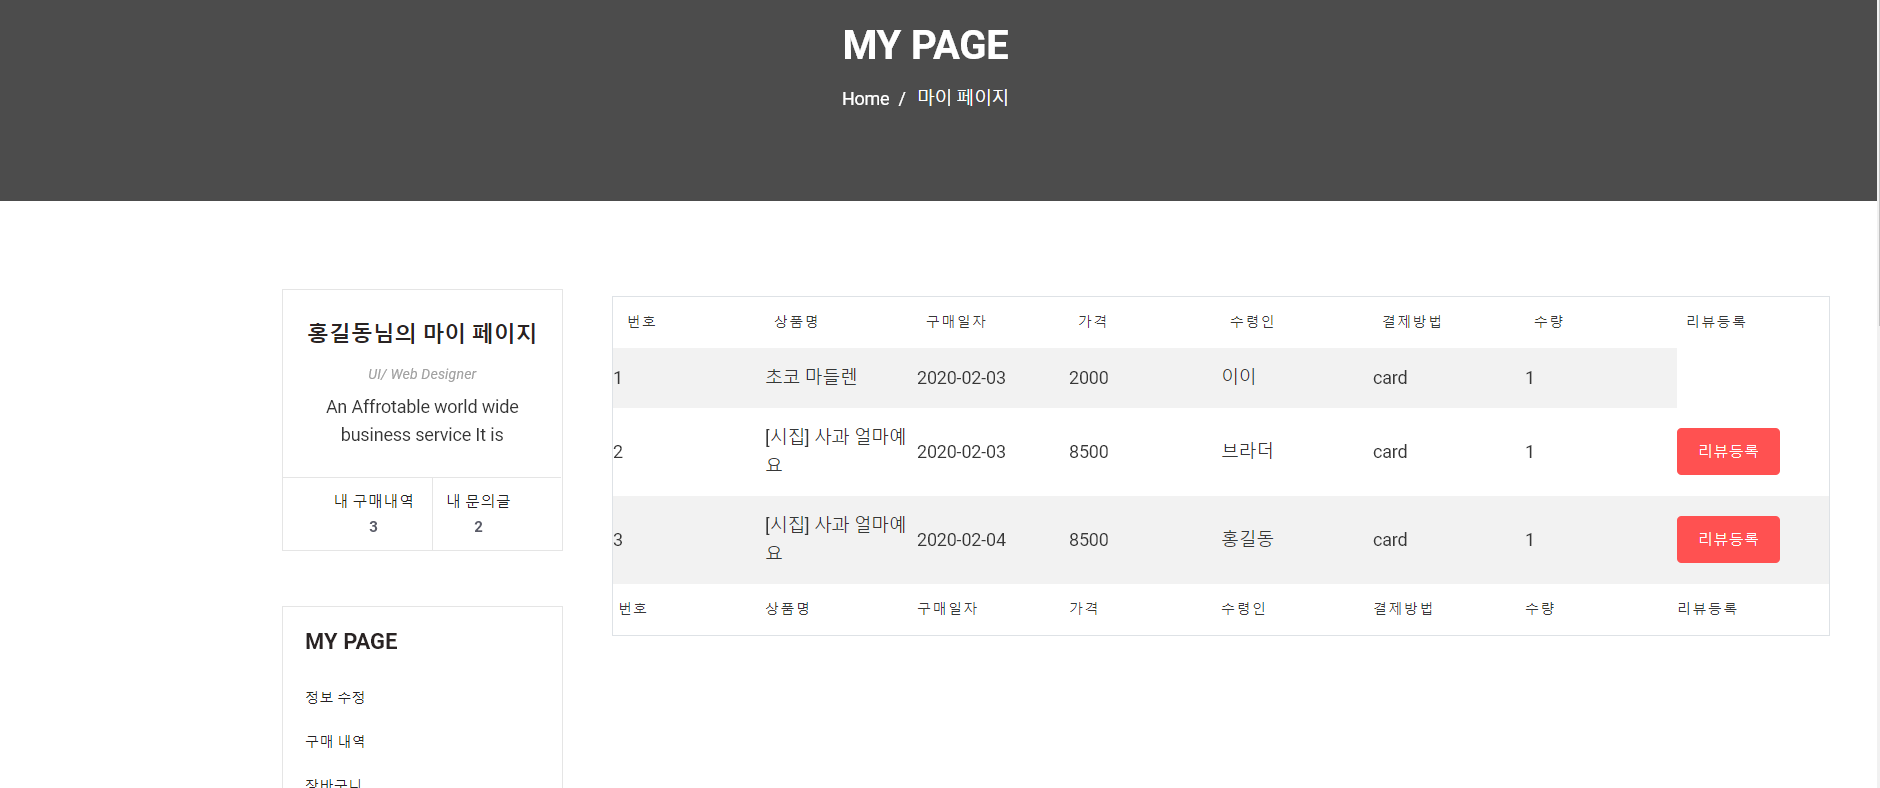 MY PAGE
Home / 마이 페이지
홍길동님의 마이 페이지
UI/ Web Designer
An Affrotable world wide
business service It is
내 구매내역 내 문의글
3 2
MY PAGE
정보 수정
구매 내역
장바구니
번호 상품명 구매일자 가격 수령인 결제방법 수량 리뷰등록
1 초코 마들렌 2020-02-03 2000 이이 card 1
2 [시집] 사과 얼마예요 2020-02-03 8500 브라더 card 1 리뷰등록
3 [시집] 사과 얼마예요 2020-02-04 8500 홍길동 card 1 리뷰등록
번호 상품명 구매일자 가격 수령인 결제방법 수량 리뷰등록